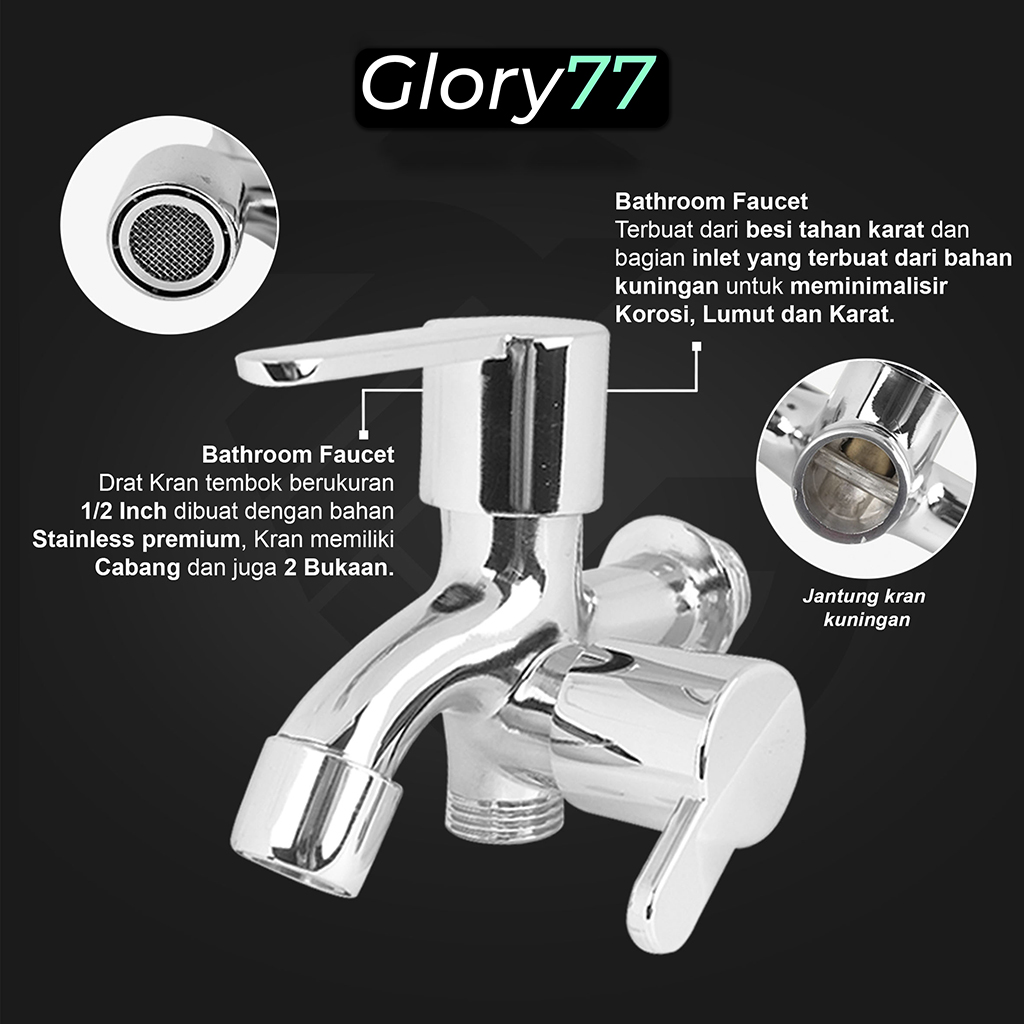 Glory77
Bathroom Faucet
Terbuat dari besi tahan karat dan
bagian inlet yang terbuat dari bahan
kuningan untuk meminimalisir
Korosi, Lumut dan Karat.
Bathroom Faucet
Drat Kran tembok berukuran
1/2 Inch dibuat dengan bahan
Stainless premium, Kran memiliki
Cabang dan juga 2 Bukaan.
Jantung kran
kuningan